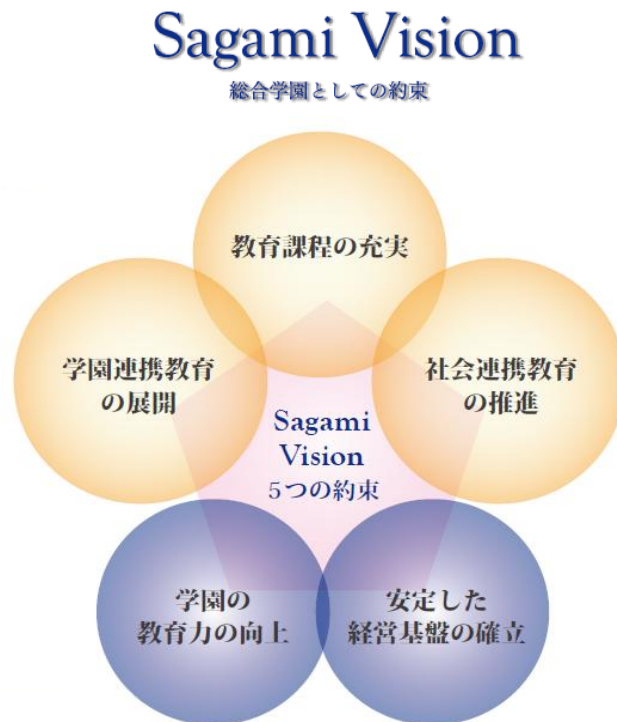 Sagami Vision
総合学園としての約束
教育課程の充実
学園連携教育
の展開
社会連携教育
の推進
Sagami
Vision
5つの約束
学園の
教育力の向上
安定した
経営基盤の確立